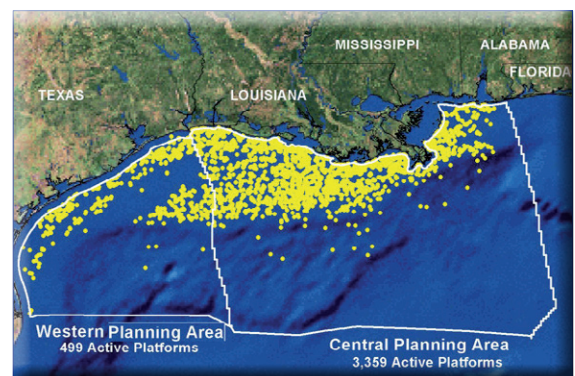 MISSISSIPPI
ALABAMA
FLORIDA
TEXAS
LOUISIANA
Western Planning Area
499 Active Platforms
Central Planning Area
3,359 Active Platforms